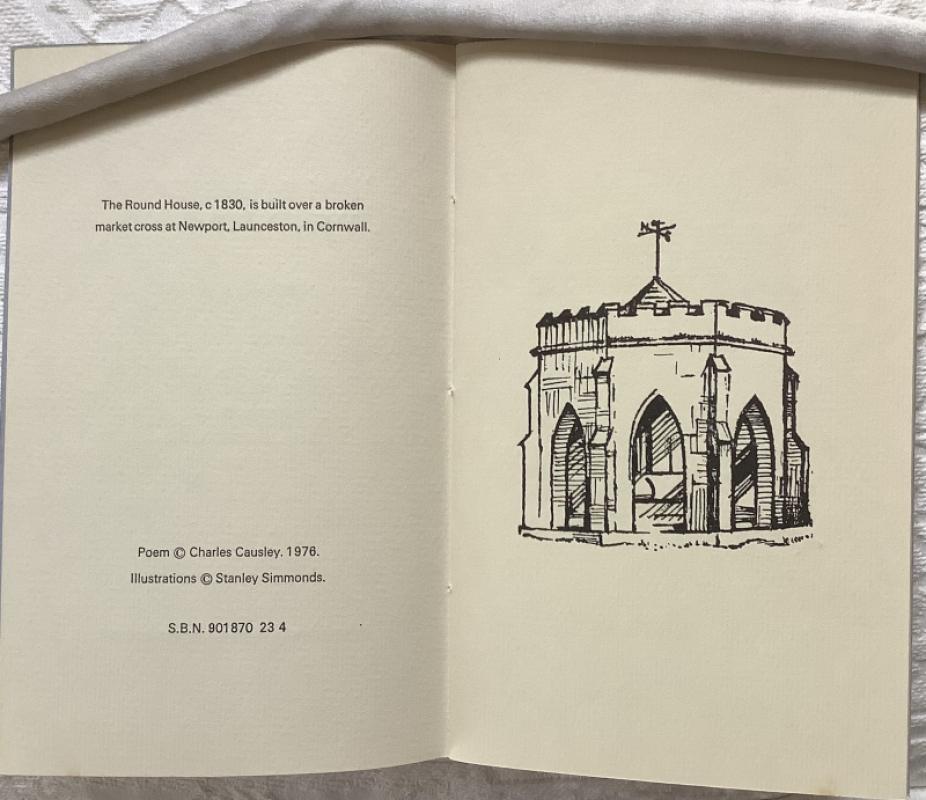 The Round House, c 1830, is built over a broken
market cross at Newport, Launceston, in Cornwall.
Poem © Charles Causley. 1976.
Illustrations © Stanley Simmonds.
S.B.N. 901870 23 4
N